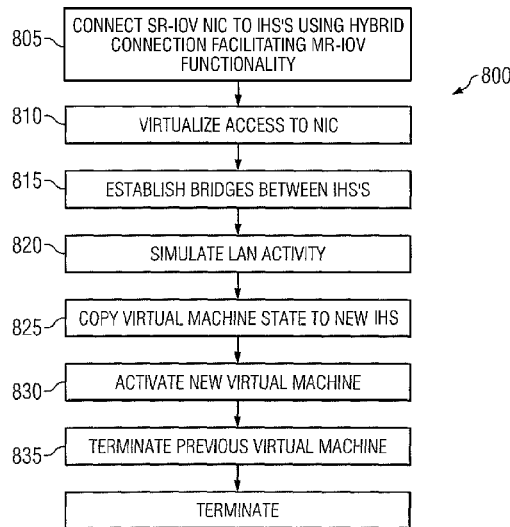 805
CONNECT SR-IOV NIC TO IHS'S USING HYBRID
CONNECTION FACILITATING MR-IOV
FUNCTIONALITY
800
810
VIRTUALIZE ACCESS TO NIC
815
ESTABLISH BRIDGES BETWEEN IHS'S
820
SIMULATE LAN ACTIVITY
825
COPY VIRTUAL MACHINE STATE TO NEW IHS
830
ACTIVATE NEW VIRTUAL MACHINE
835
TERMINATE PREVIOUS VIRTUAL MACHINE
TERMINATE